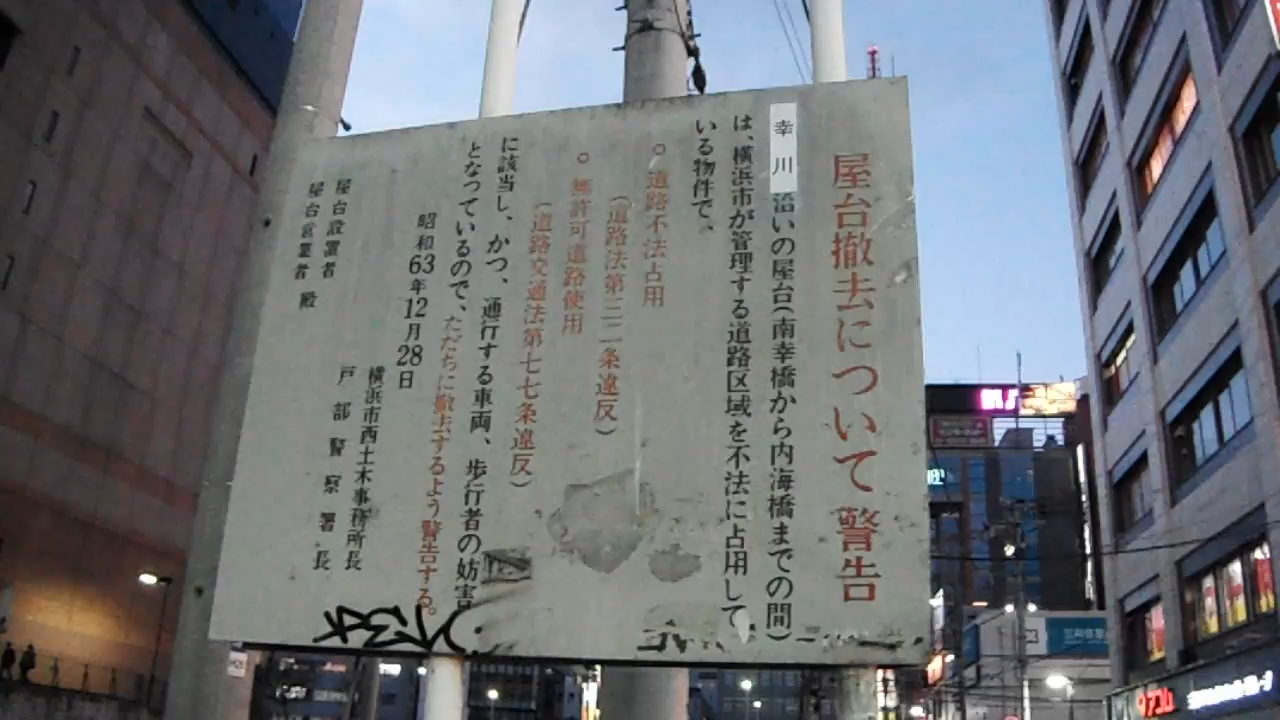 屋台撤去について 警告
幸川沿いの屋台(南幸橋から内海橋までの間)
は、横浜市が管理する道路区域を不法に占用して
いる物件で、
○ 道路不法占用
(道路法第三二条違反)
○ 無許可道路使用
(道路交通法第七七条違反)
に該当し、かつ、通行する車両、歩行者の妨害
となつているので、ただちに撤去するよう警告する。
昭和63年12月28日
横浜市西土木事務所長
戸部警察署長
屋台設置者
屋台営業者 殿